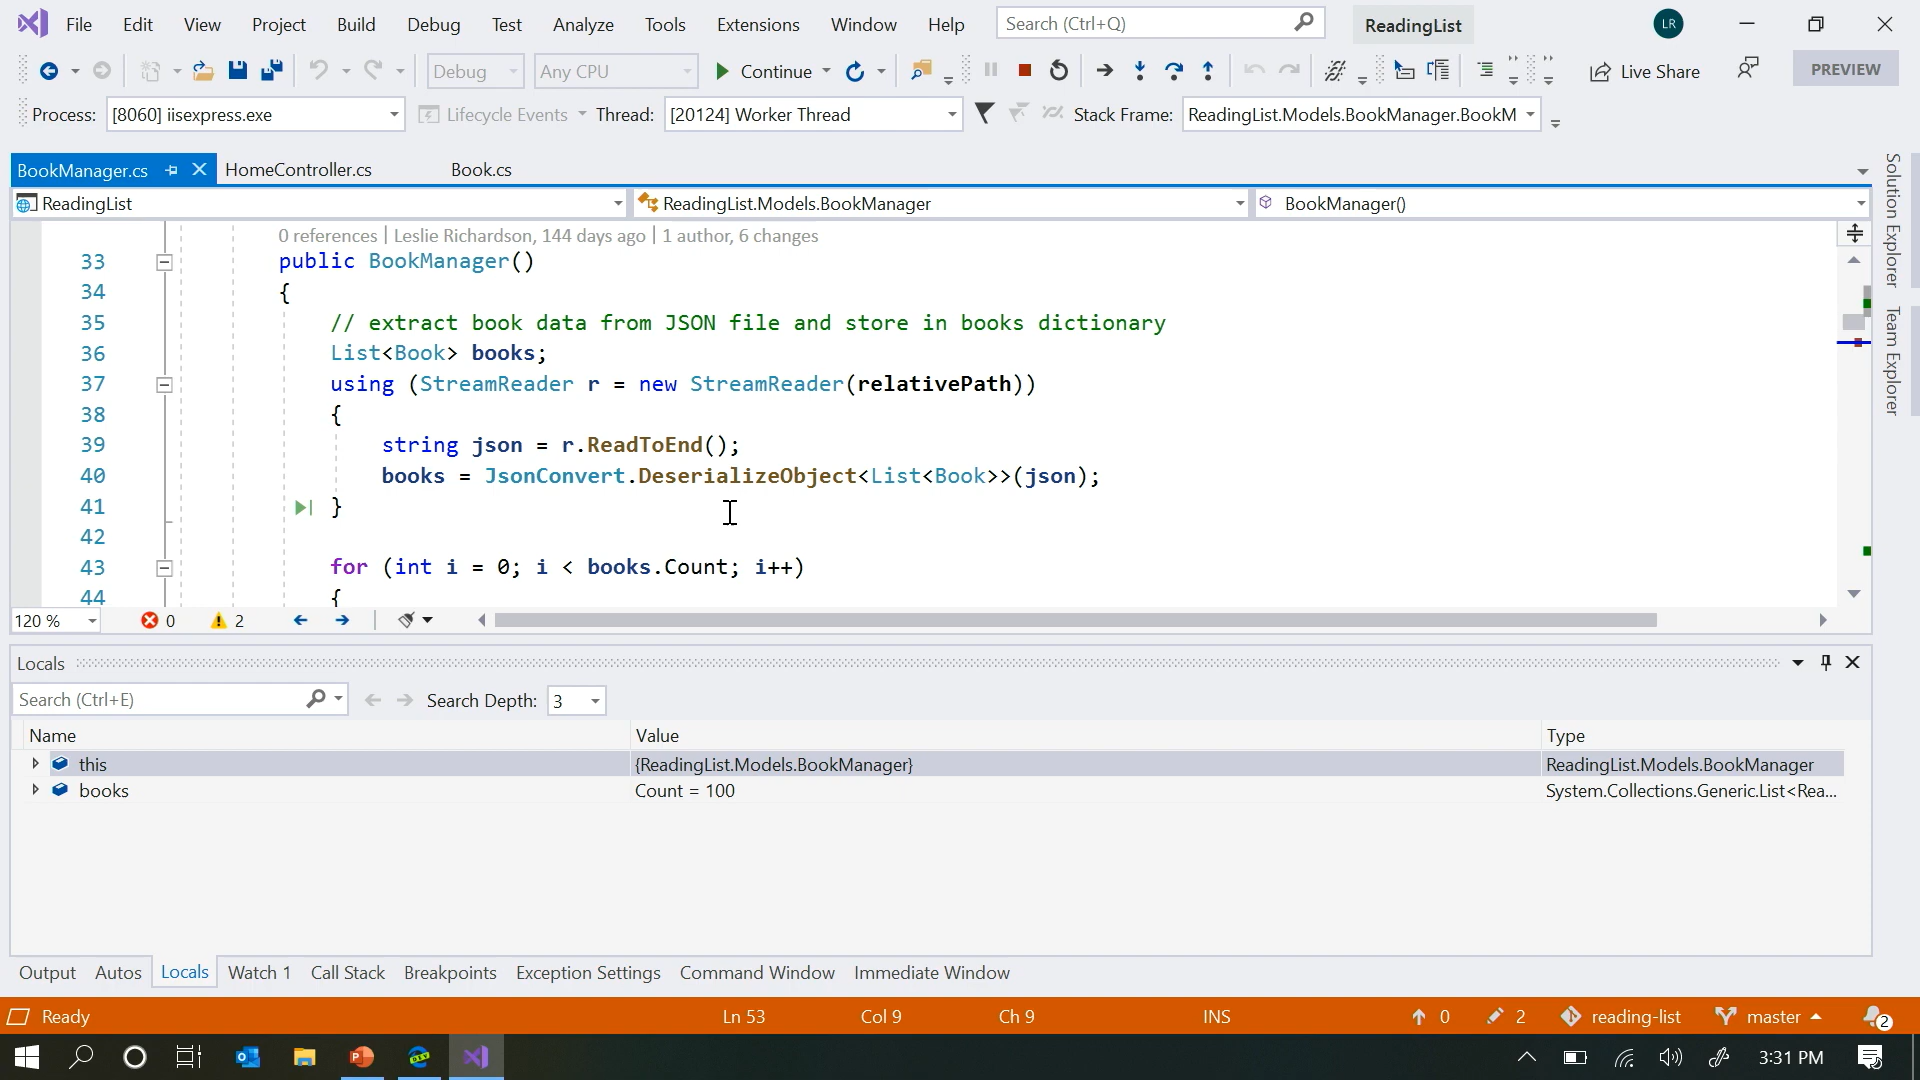 File Edit View Project Build Debug Test Analyze Tools Extensions Window Help Search (Ctrl+Q) ReadingList LR
Debug Any CPU Continue Live Share PREVIEW
Process: [8060] iisexpress.exe Lifecycle Events Thread: [20124] Worker Thread Stack Frame: ReadingList.Models.BookManager.BookM
BookManager.cs HomeController.cs Book.cs
ReadingList ReadingList.Models.BookManager BookManager()
0 references | Leslie Richardson, 144 days ago | 1 author, 6 changes
33 public BookManager()
34 {
35 // extract book data from JSON file and store in books dictionary
36 List<Book> books;
37 using (StreamReader r = new StreamReader(relativePath))
38 {
39 string json = r.ReadToEnd();
40 books = JsonConvert.DeserializeObject<List<Book>>(json);
41 }
42
43 for (int i = 0; i < books.Count; i++)
44 {
120 % 0 2
Locals
Search (Ctrl+E) Search Depth: 3
Name Value Type
this {ReadingList.Models.BookManager} ReadingList.Models.BookManager
books Count = 100 System.Collections.Generic.List<Rea...
Output Autos Locals Watch 1 Call Stack Breakpoints Exception Settings Command Window Immediate Window
Ready Ln 53 Col 9 Ch 9 INS 0 2 reading-list master 2
DEV 3:31 PM
Solution Explorer
Team Explorer